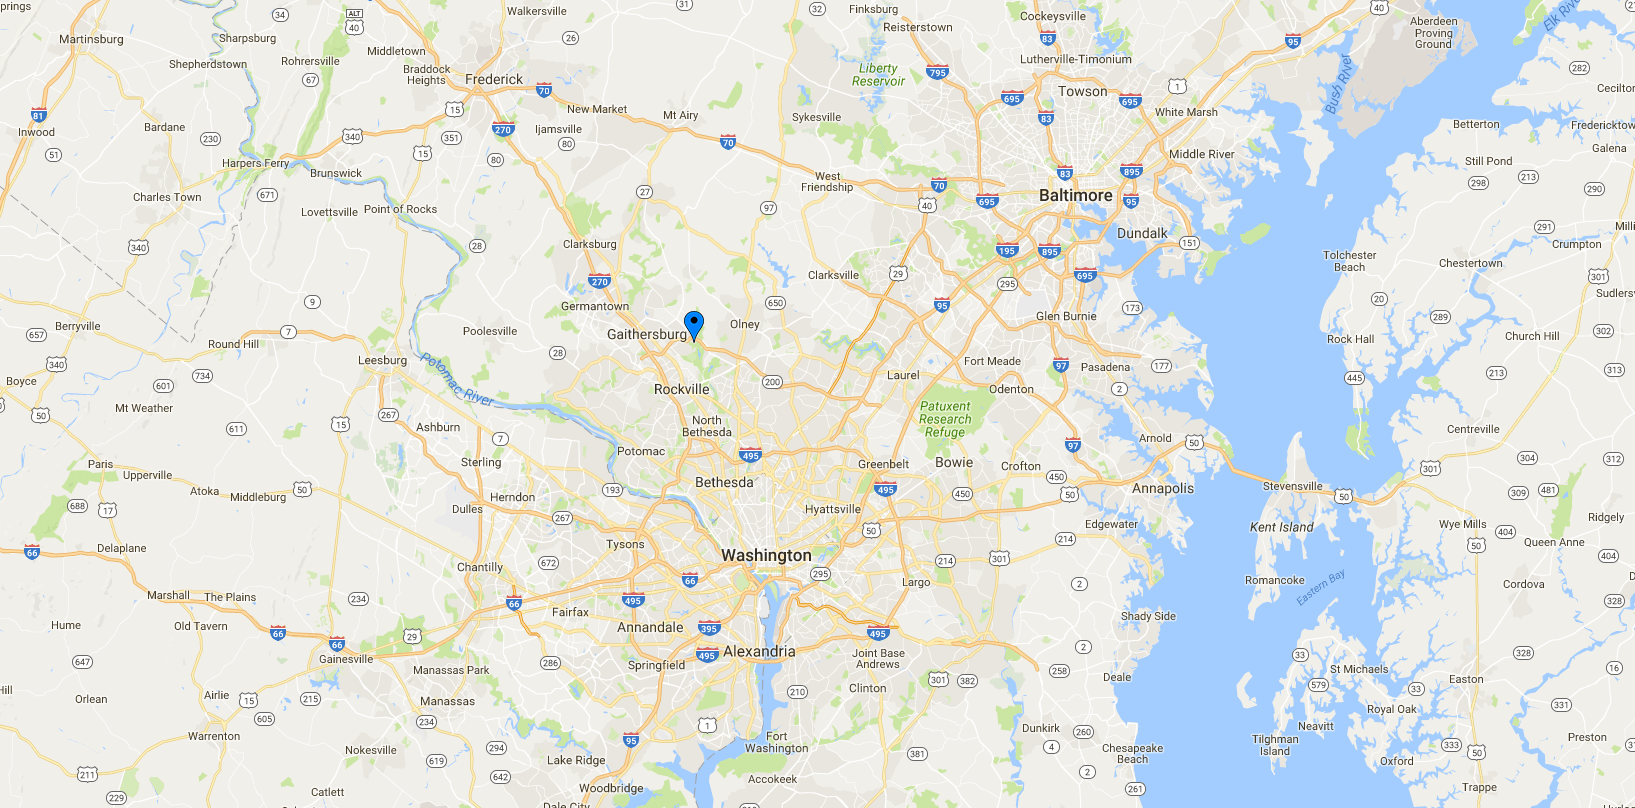 prings
34
ALT
40
Walkersville
31
32
Finksburg
Cockeysville
40
Aberdeen
Proving
Ground
Elk River
Martinsburg
Sharpsburg
26
Reisterstown
83
95
Middletown
Shepherdstown
Rohrersville
Braddock
Heights
Frederick
67
70
Liberty
Reservoir
795
Lutherville-Timonium
282
Bush River
1
Cecilton
Towson
695
695
81
15
New Market
Mt Airy
Sykesville
83
White Marsh
Inwood
Bardane
230
340
351
270
Ijamsville
80
70
Betterton
Fredericktow
Galena
51
Harpers Ferry
15
80
Middle River
Still Pond
213
298
290
Brunswick
83
895
West
Friendship
70
Charles Town
671
27
695
Baltimore
95
Lovettsville
Point of Rocks
97
40
291
Milli
Dundalk
151
340
28
Clarksburg
195
895
Crumpton
Tolchester
Beach
Chestertown
301
270
Clarksville
29
695
295
20
Sudlers
9
Germantown
650
95
173
Glen Burnie
289
Berryville
657
7
Poolesville
Gaithersburg
Olney
302
Round Hill
Church Hill
Rock Hall
340
28
Leesburg
Potomac River
Fort Meade
97
Pasadena
177
Boyce
601
734
Rockville
200
Laurel
Odenton
2
445
213
313
50
Mt Weather
267
Patuxent
Research
Refuge
611
15
Ashburn
7
North
Bethesda
Centreville
97
Arnold
50
Potomac
495
Paris
Sterling
Greenbelt
Bowie
Crofton
304
312
Upperville
301
50
Atoka
Middleburg
Herndon
193
Bethesda
495
450
450
50
Annapolis
Stevensville
50
309
481
688
17
Dulles
267
Hyattsville
Edgewater
Kent Island
Wye Mills
Ridgely
50
404
66
Delaplane
Tysons
50
214
Queen Anne
Washington
214
301
404
Chantilly
672
295
66
Largo
2
Romancoke
Eastern Bay
Cordova
D
Marshall
The Plains
234
66
495
328
Fairfax
Hume
Old Tavern
66
66
29
Annandale
395
495
Shady Side
Alexandria
2
328
647
Gainesville
286
Springfield
495
Joint Base
Andrews
33
St Michaels
16
Manassas Park
301
382
258
Deale
579
33
Easton
Hill
Orlean
Airlie
15
215
Manassas
210
Clinton
331
605
234
1
Royal Oak
Warrenton
Dunkirk
260
Neavitt
Tilghman
Island
333
50
Preston
31
Nokesville
294
95
Fort
Washington
4
Chesapeake
Beach
619
Lake Ridge
381
Oxford
211
642
Accokeek
2
229
Catlett
Woodbridge
261
Trappe
Dale City
210